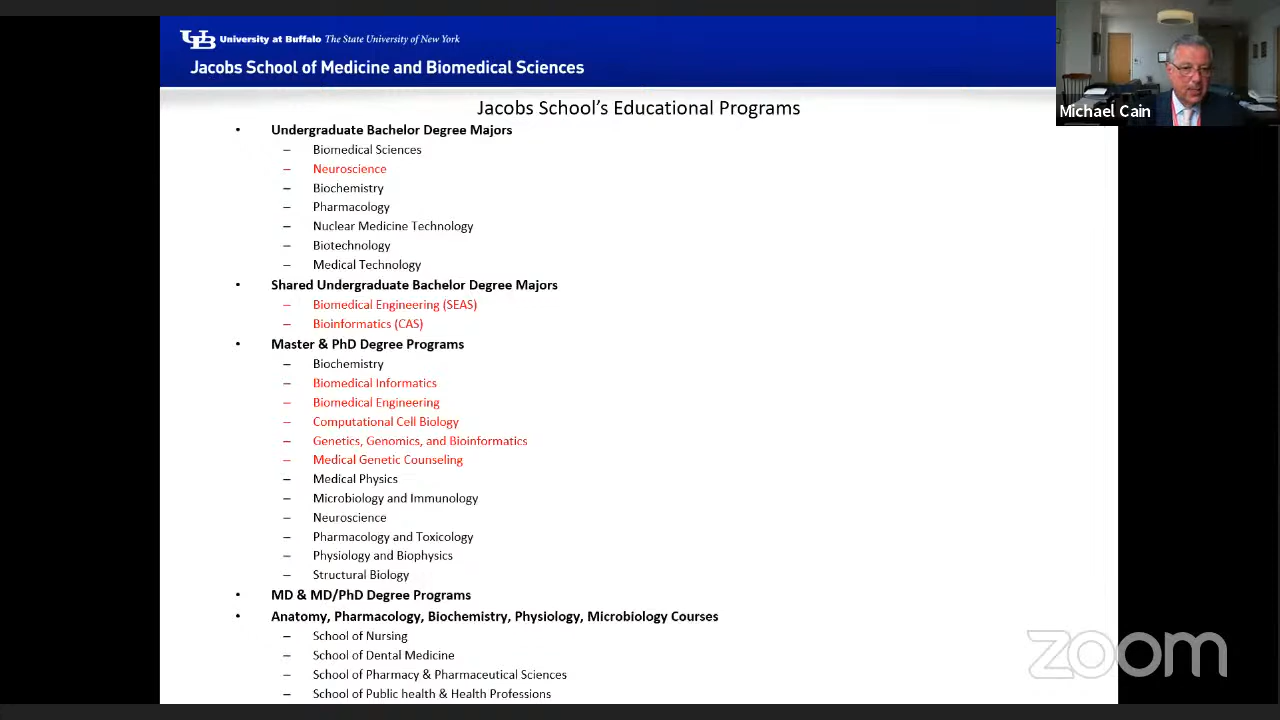 University at Buffalo The State University of New York
Jacobs School of Medicine and Biomedical Sciences
Michael Cain
Jacobs School's Educational Programs
• Undergraduate Bachelor Degree Majors
– Biomedical Sciences
– Neuroscience
– Biochemistry
– Pharmacology
– Nuclear Medicine Technology
– Biotechnology
– Medical Technology
• Shared Undergraduate Bachelor Degree Majors
– Biomedical Engineering (SEAS)
– Bioinformatics (CAS)
• Master & PhD Degree Programs
– Biochemistry
– Biomedical Informatics
– Biomedical Engineering
– Computational Cell Biology
– Genetics, Genomics, and Bioinformatics
– Medical Genetic Counseling
– Medical Physics
– Microbiology and Immunology
– Neuroscience
– Pharmacology and Toxicology
– Physiology and Biophysics
– Structural Biology
• MD & MD/PhD Degree Programs
• Anatomy, Pharmacology, Biochemistry, Physiology, Microbiology Courses
– School of Nursing
– School of Dental Medicine
– School of Pharmacy & Pharmaceutical Sciences
– School of Public health & Health Professions
zoom